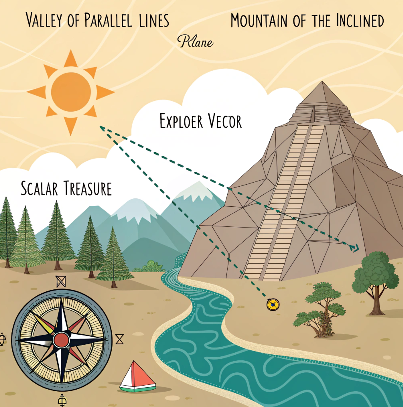 VALLEY OF PARALLEL LINES
MOUNTAIN OF THE INCLINED
Plane
EXPLOER VECOR
SCALAR TREASURE